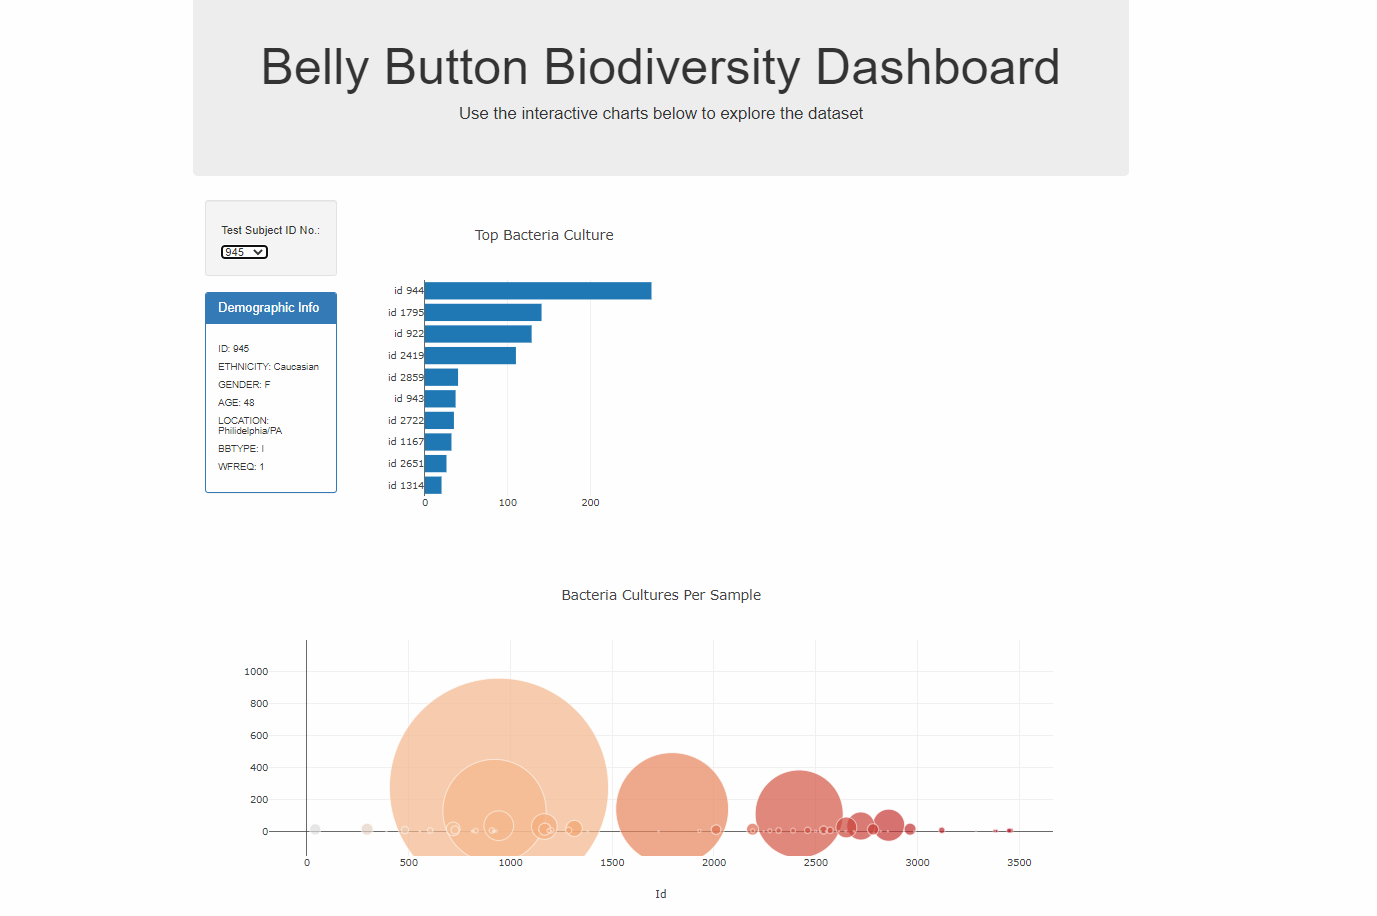 Belly Button Biodiversity Dashboard
Use the interactive charts below to explore the dataset
Test Subject ID No.:
945
Demographic Info
ID: 945
ETHNICITY: Caucasian
GENDER: F
AGE: 48
LOCATION:
Philidelphia/PA
BBTYPE: I
WFREQ: 1
Top Bacteria Culture
id 944
id 1795
id 922
id 2419
id 2859
id 943
id 2722
id 1167
id 2651
id 1314
0 100 200
Bacteria Cultures Per Sample
1000
800
600
400
200
0
0 500 1000 1500 2000 2500 3000 3500
Id